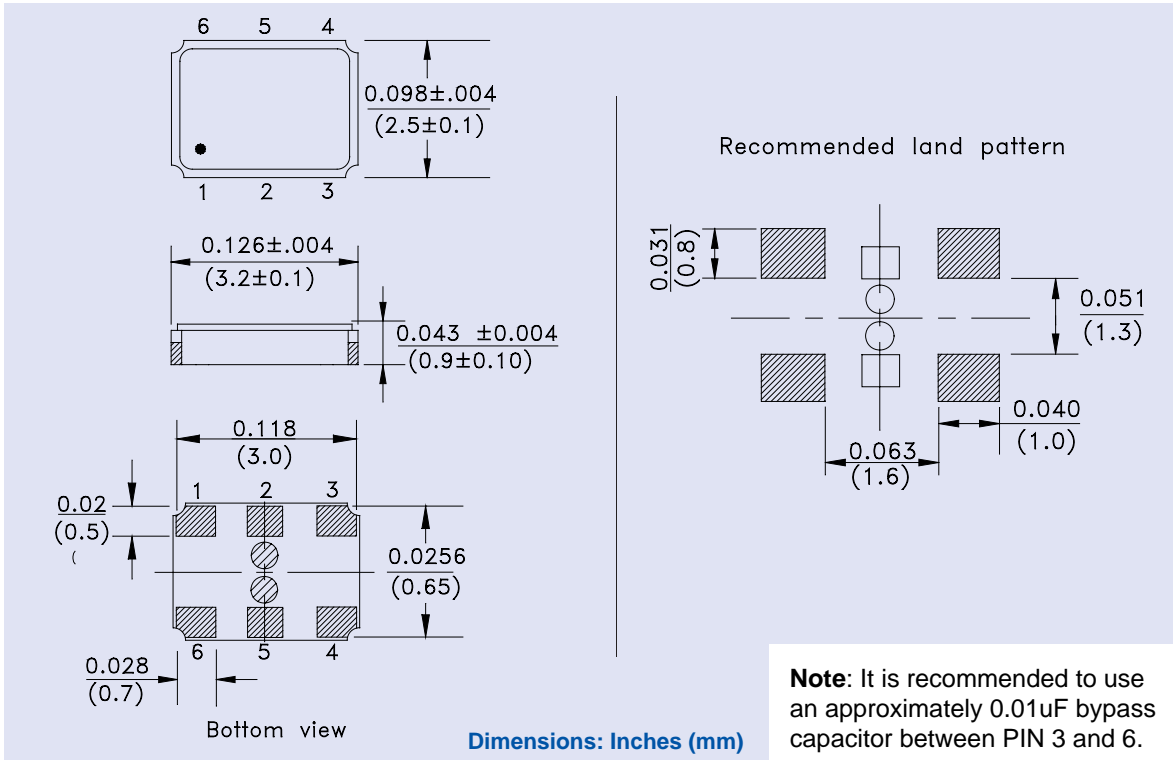 6 5 4
0.098±.004
(2.5±0.1)
1 2 3
0.126±.004
(3.2±0.1)
0.043 ±0.004
(0.9±0.10)
0.118
(3.0)
1 2 3
0.02
(0.5)
(
0.0256
(0.65)
6 5 4
0.028
(0.7)
Bottom view
Dimensions: Inches (mm)
Recommended land pattern
0.031
(0.8)
0.051
(1.3)
0.040
(1.0)
0.063
(1.6)
Note: It is recommended to use
an approximately 0.01uF bypass
capacitor between PIN 3 and 6.